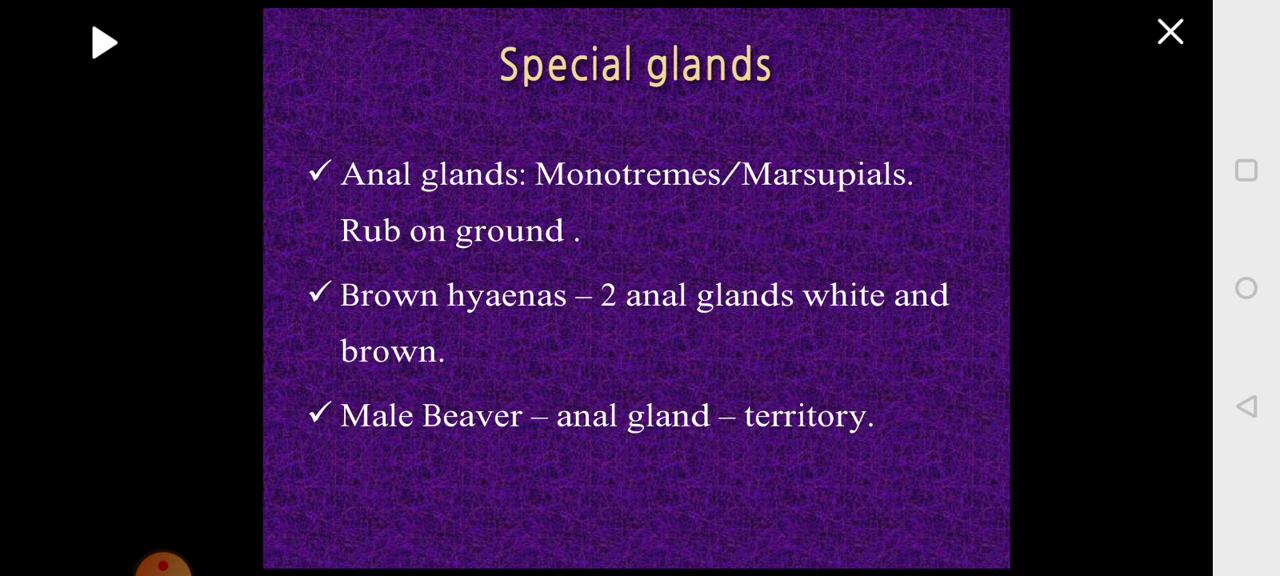 Special glands
✓ Anal glands: Monotremes/Marsupials.
Rub on ground .
✓ Brown hyaenas – 2 anal glands white and
brown.
✓ Male Beaver – anal gland – territory.